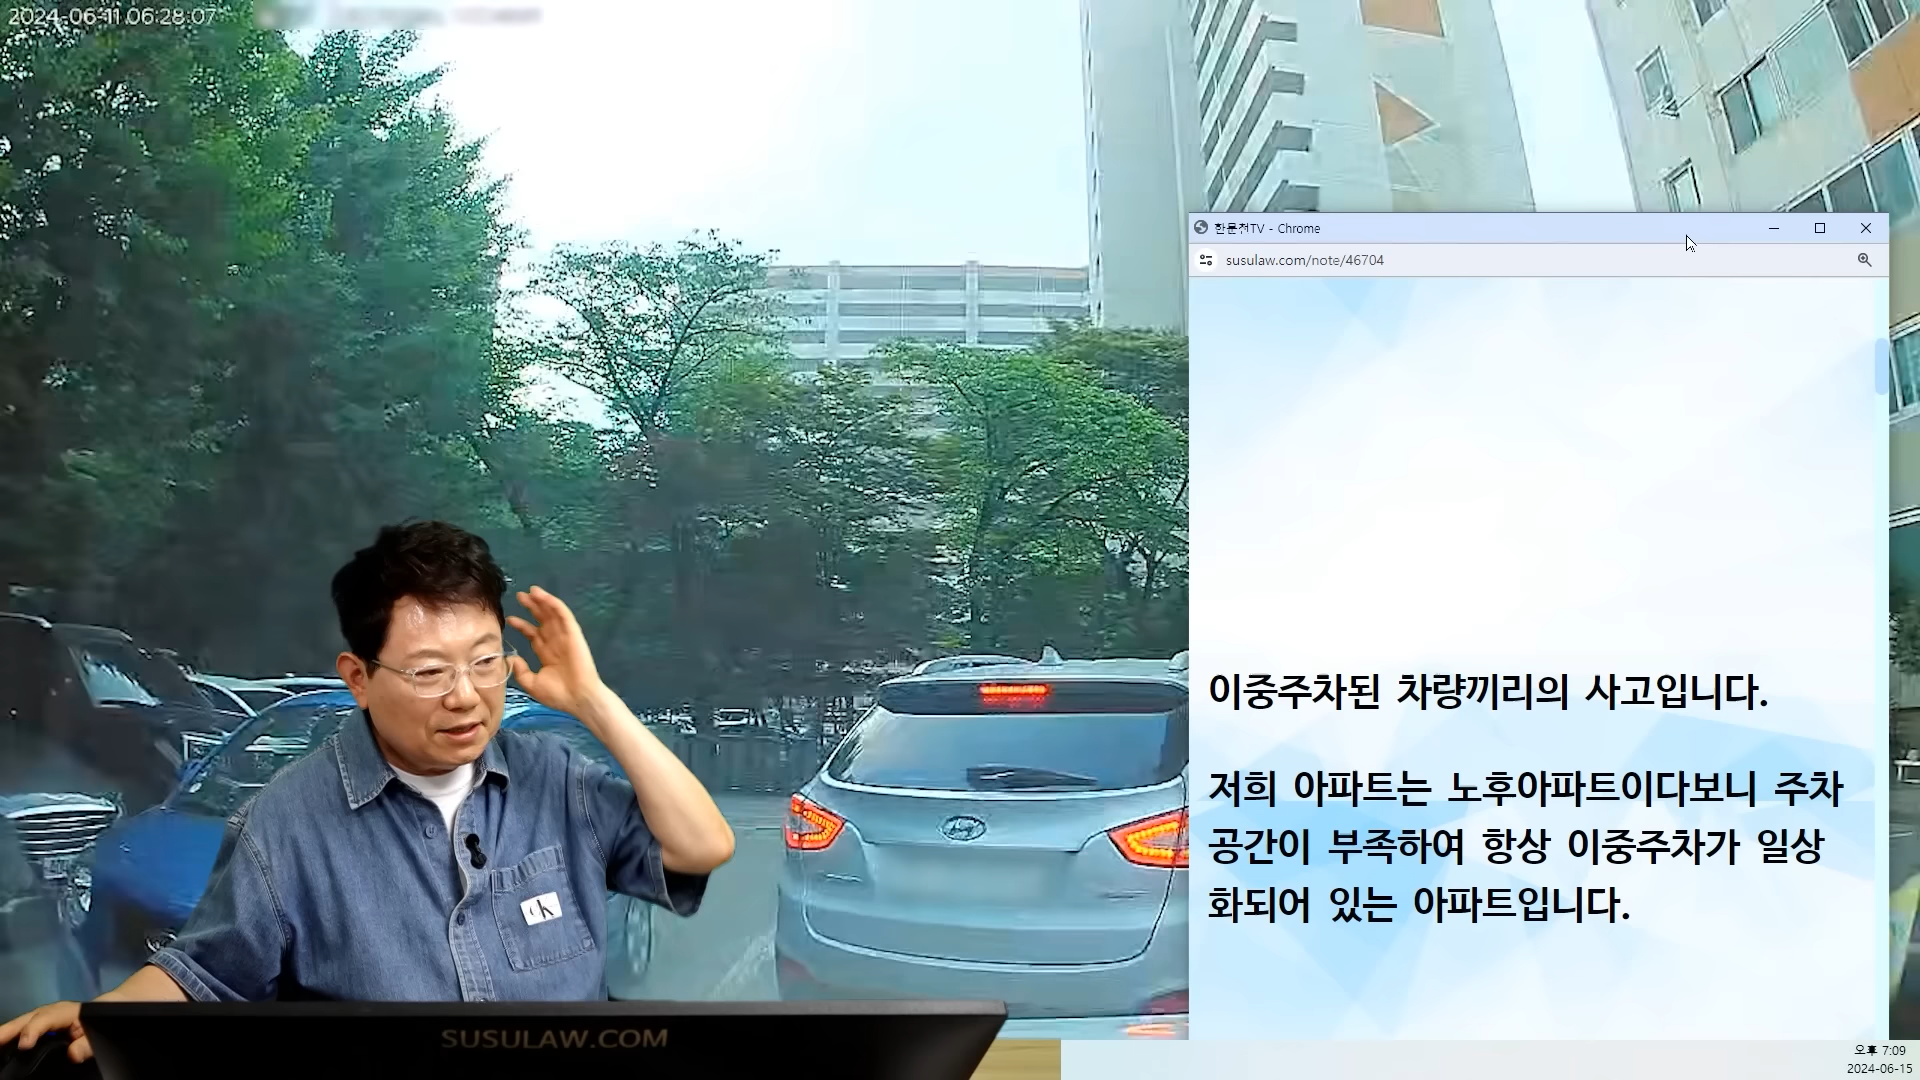 2024-06-11 06:28:07
한문철TV - Chrome
susulaw.com/note/46704
이중주차된 차량끼리의 사고입니다.
저희 아파트는 노후아파트이다보니 주차
공간이 부족하여 항상 이중주차가 일상
화되어 있는 아파트입니다.
ck
SUSULAW.COM
오후 7:09
2024-06-15